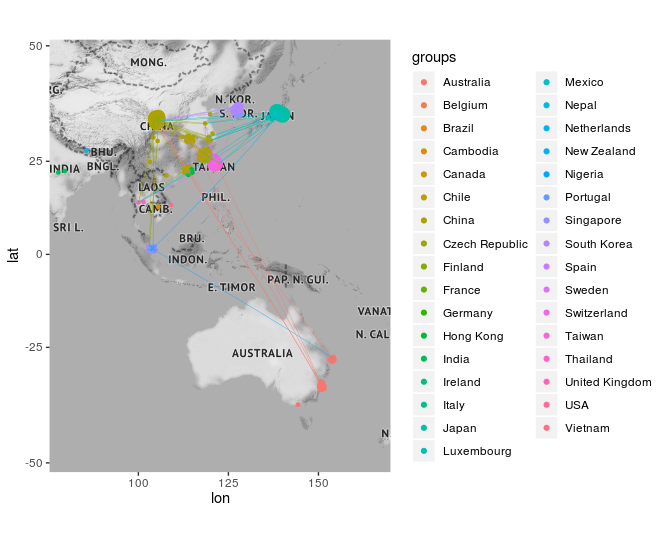 groups
Australia
Belgium
Brazil
Cambodia
Canada
Chile
China
Czech Republic
Finland
France
Germany
Hong Kong
India
Ireland
Italy
Japan
Luxembourg
Mexico
Nepal
Netherlands
New Zealand
Nigeria
Portugal
Singapore
South Korea
Spain
Sweden
Switzerland
Taiwan
Thailand
United Kingdom
USA
Vietnam
50
25
0
-25
-50
lat
100
125
150
lon
MONG.
RG.
N. KOR.
S. KOR.
JAPAN
CHINA
BHU.
BNGL.
INDIA
TAIWAN
LAOS
CAMB.
PHIL.
SRI L.
BRU.
INDON.
E. TIMOR
PAP. N. GUI.
VANAT
N. CAL
AUSTRALIA
N